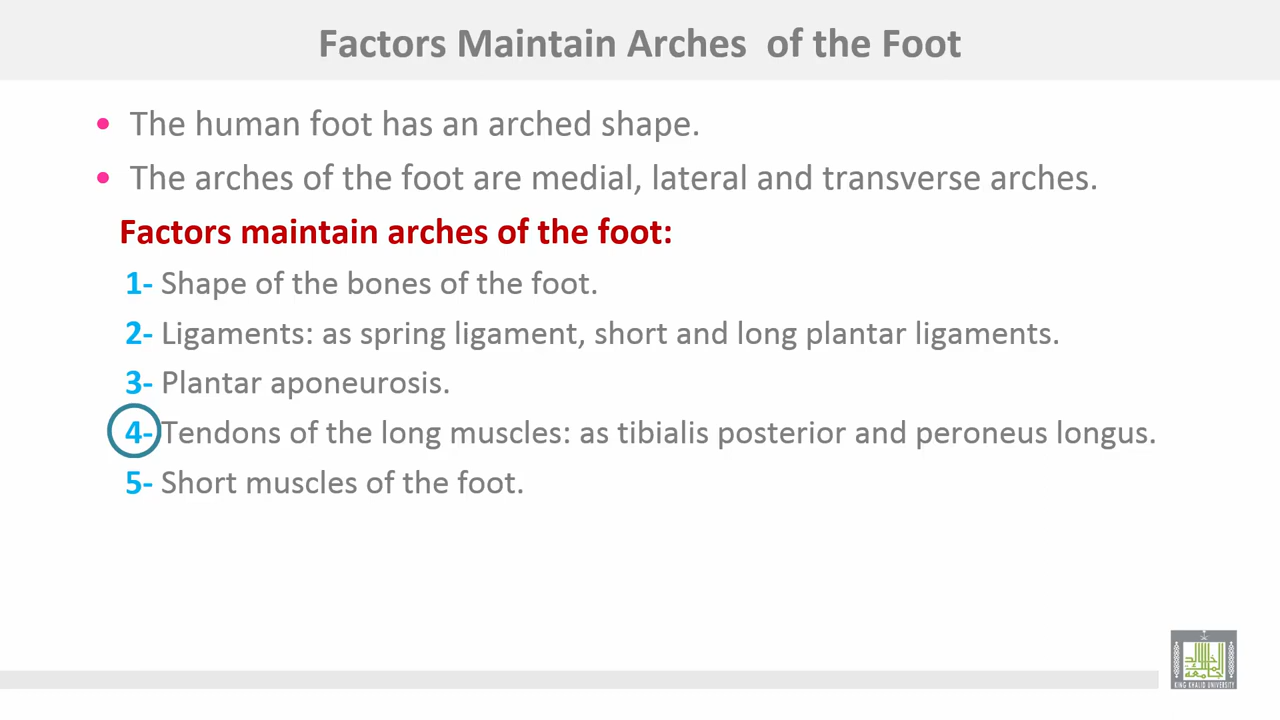 Factors Maintain Arches of the Foot
• The human foot has an arched shape.
• The arches of the foot are medial, lateral and transverse arches.
Factors maintain arches of the foot:
1- Shape of the bones of the foot.
2- Ligaments: as spring ligament, short and long plantar ligaments.
3- Plantar aponeurosis.
4- Tendons of the long muscles: as tibialis posterior and peroneus longus.
5- Short muscles of the foot.
KING KHALID UNIVERSITY